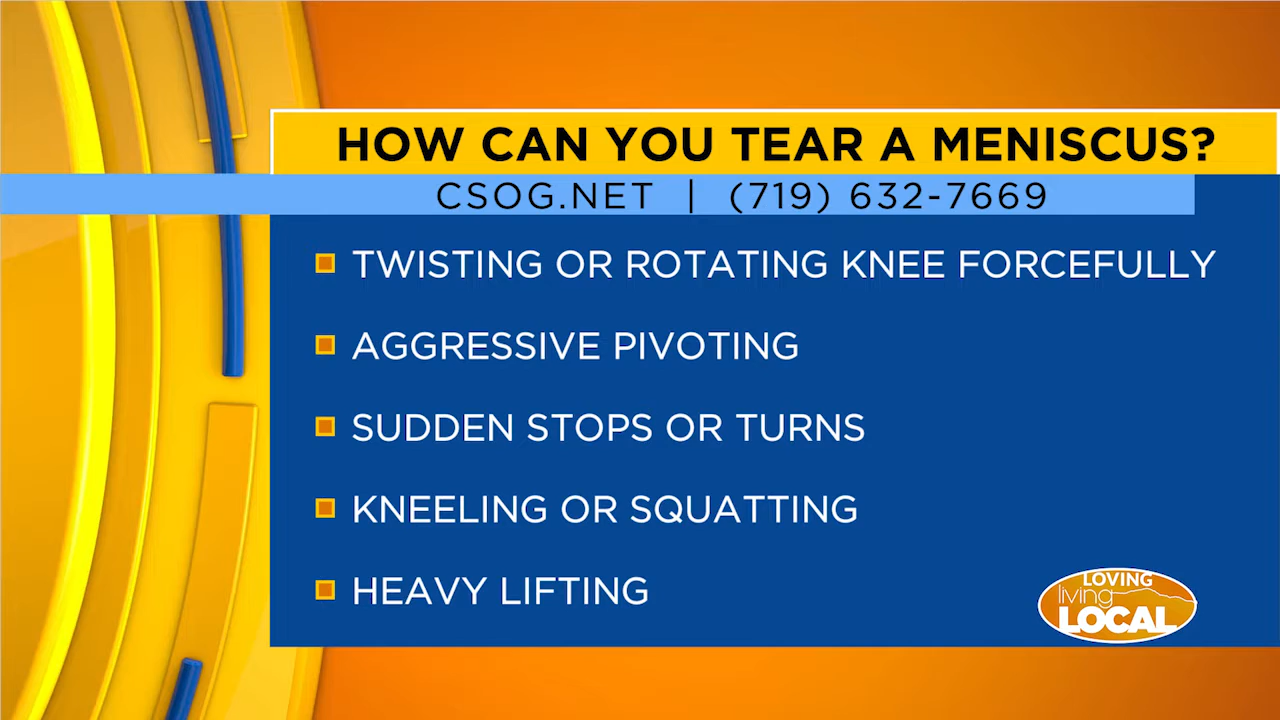 HOW CAN YOU TEAR A MENISCUS?
CSOG.NET | (719) 632-7669
TWISTING OR ROTATING KNEE FORCEFULLY
AGGRESSIVE PIVOTING
SUDDEN STOPS OR TURNS
KNEELING OR SQUATTING
HEAVY LIFTING
LOVING
living
LOCAL